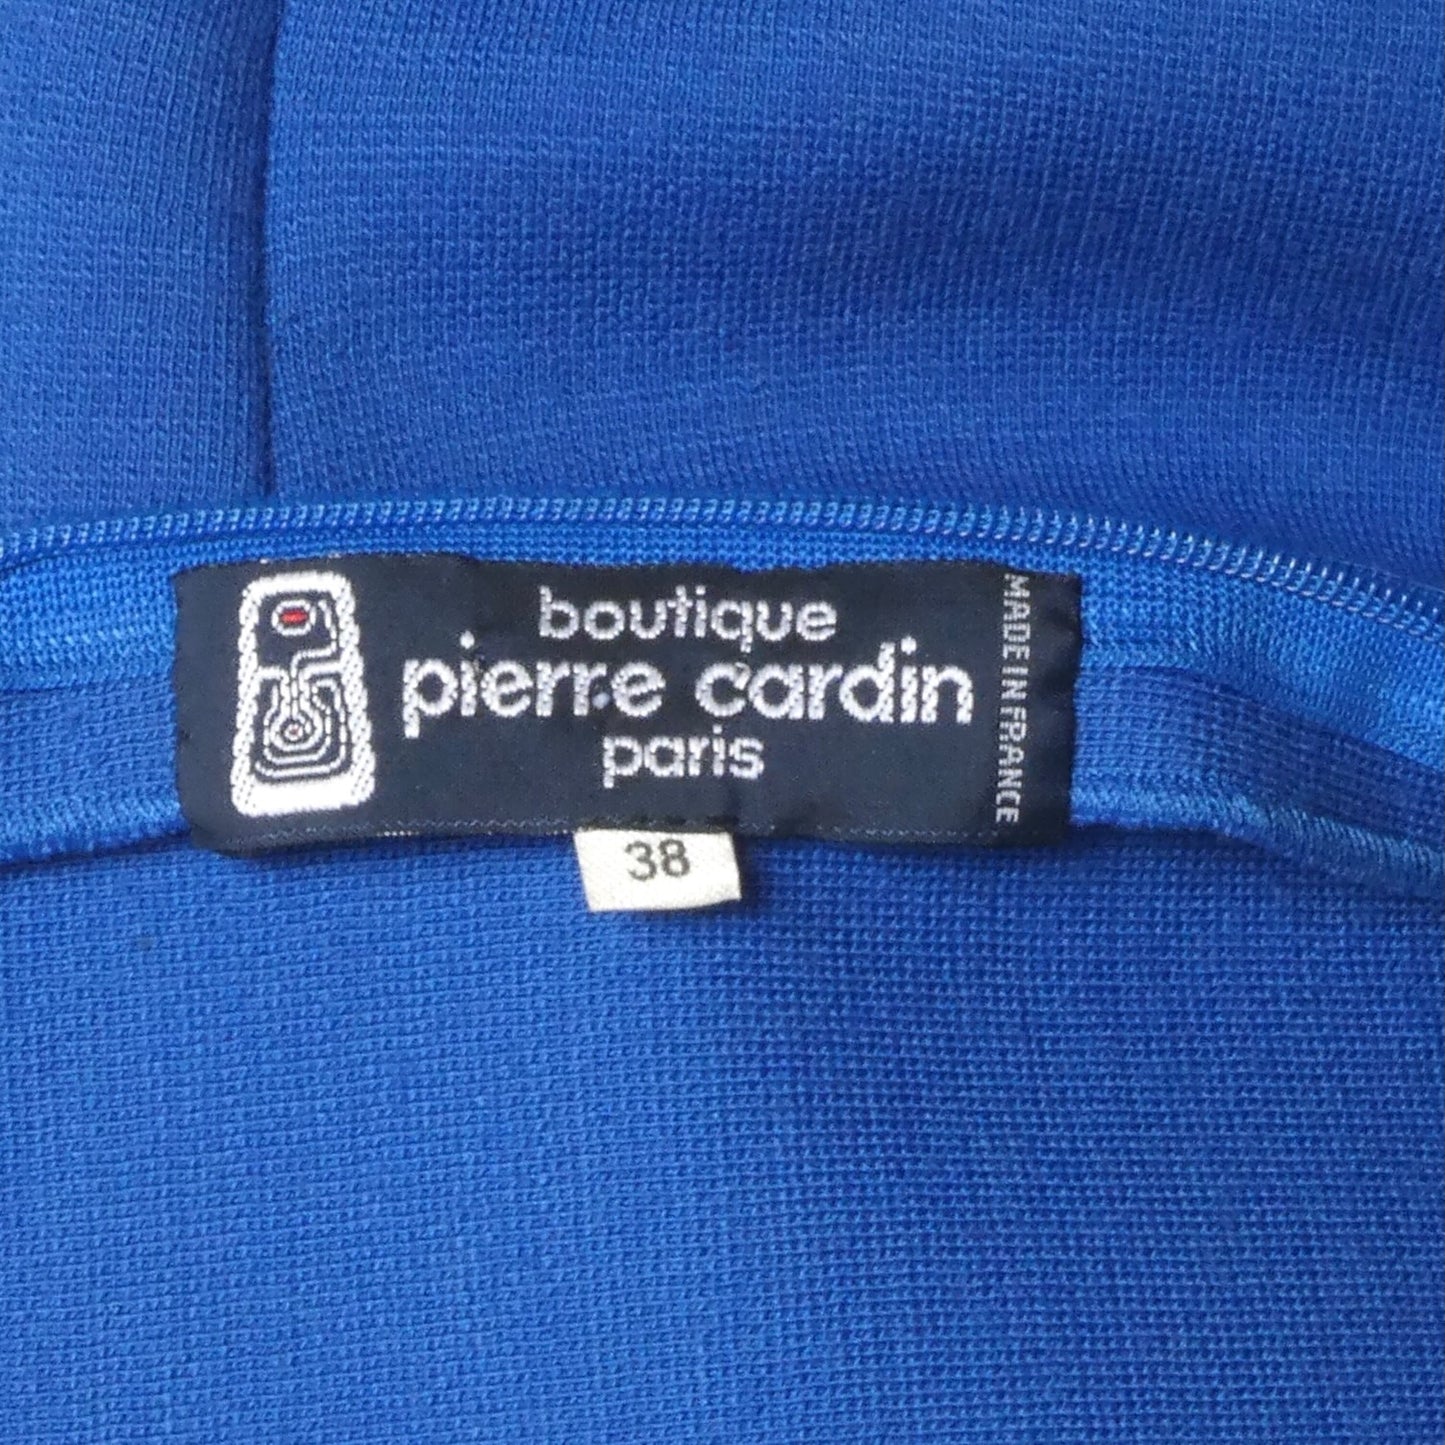 boutique
pierre cardin
paris
MADE IN FRANCE
38